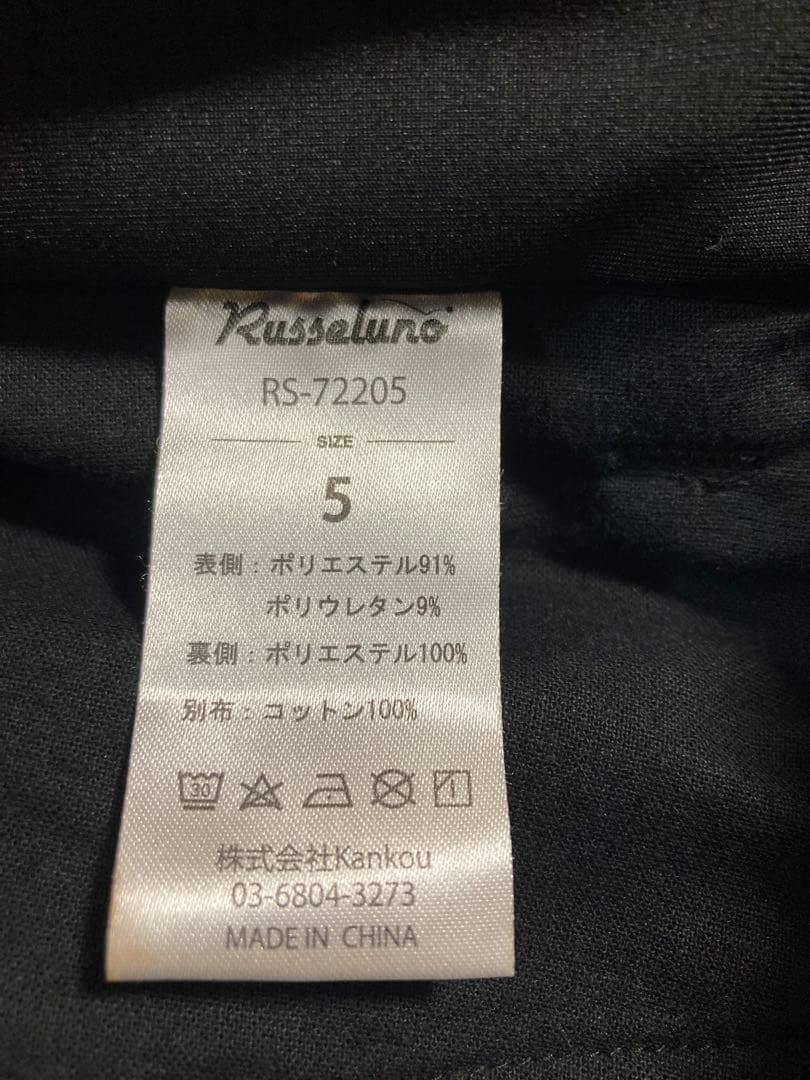 Russeluno
RS-72205
SIZE
5
表側：ポリエステル91%
ポリウレタン9%
裏側：ポリエステル100%
別布：コットン100%
30
株式会社Kankou
03-6804-3273
MADE IN CHINA